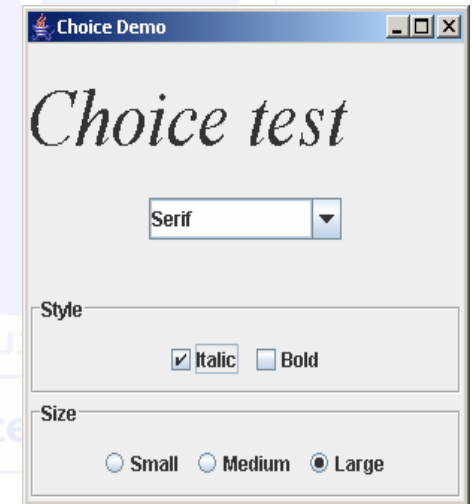 Choice Demo
Choice test
Serif
Style
Italic Bold
Size
Small Medium Large